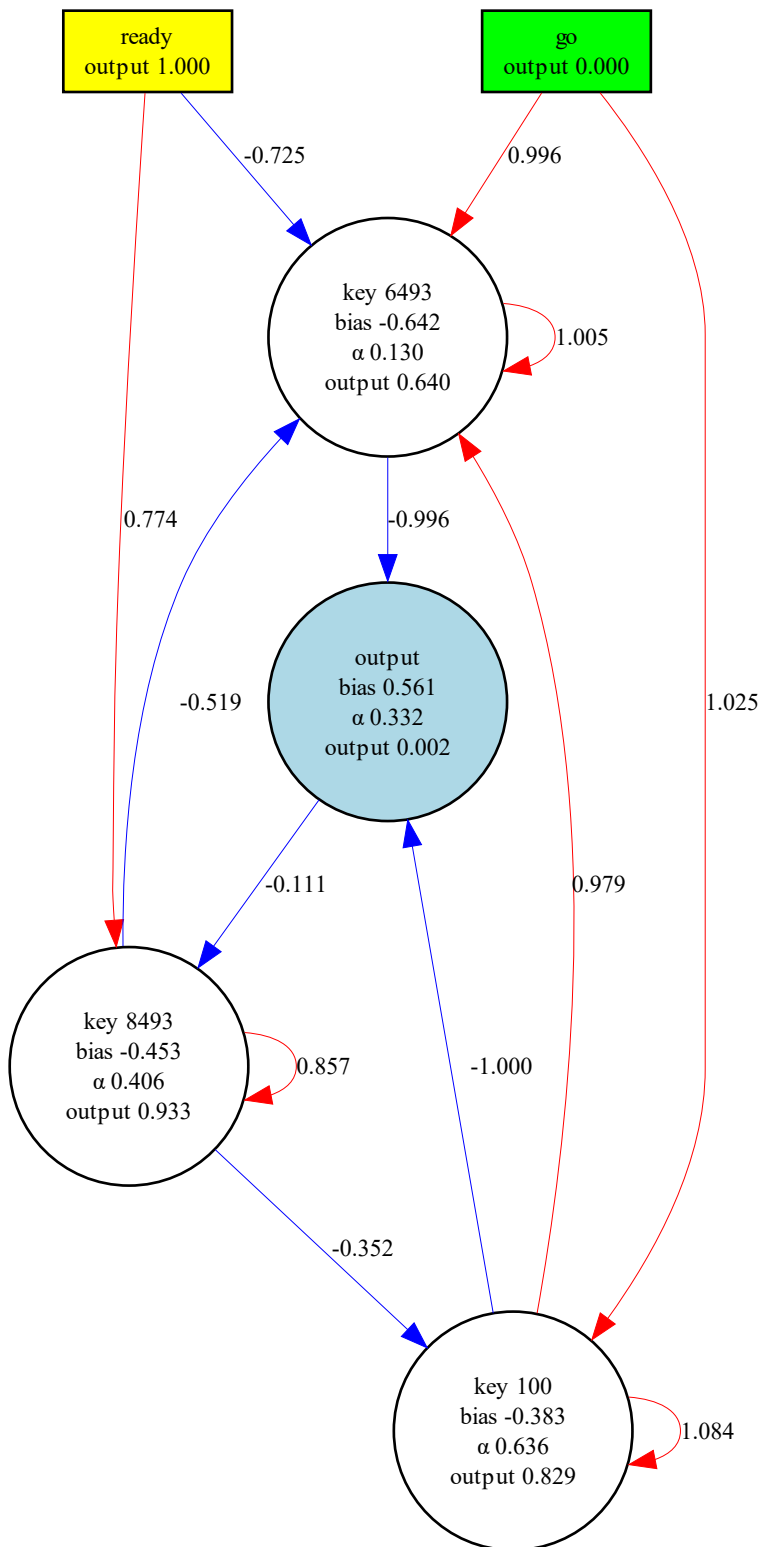 ready
output 1.000
go
output 0.000
-0.725
0.996
key 6493
bias -0.642
α 0.130
output 0.640
1.005
0.774
-0.996
output
bias 0.561
α 0.332
output 0.002
-0.519
1.025
-0.111
0.979
key 8493
bias -0.453
α 0.406
output 0.933
0.857
-1.000
-0.352
key 100
bias -0.383
α 0.636
output 0.829
1.084